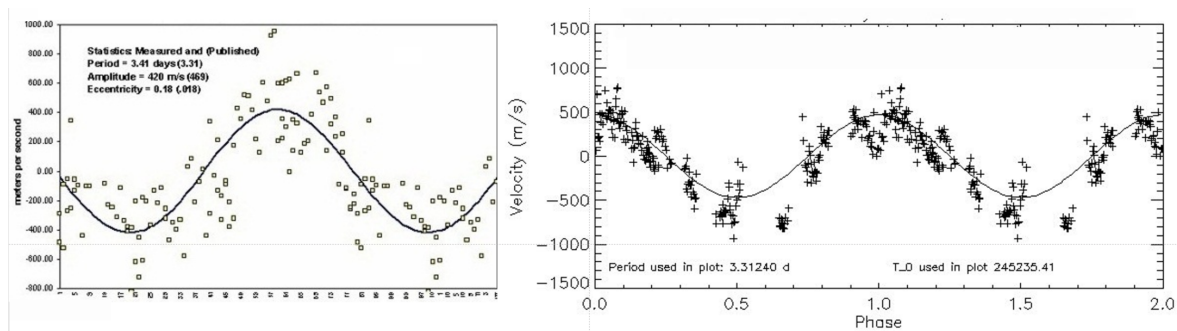 1000.00
800.00
600.00
400.00
200.00
0.00
-200.00
-400.00
-600.00
-800.00
meters per second
Statistics: Measured and (Published)
Period = 3.41 days (3.31)
Amplitude = 420 m/s (469)
Eccentricity = 0.18 (.018)
1500
1000
500
0
-500
-1000
-1500
Velocity (m/s)
Period used in plot: 3.31240 d
T_0 used in plot 245235.41
0.0 0.5 1.0 1.5 2.0
Phase